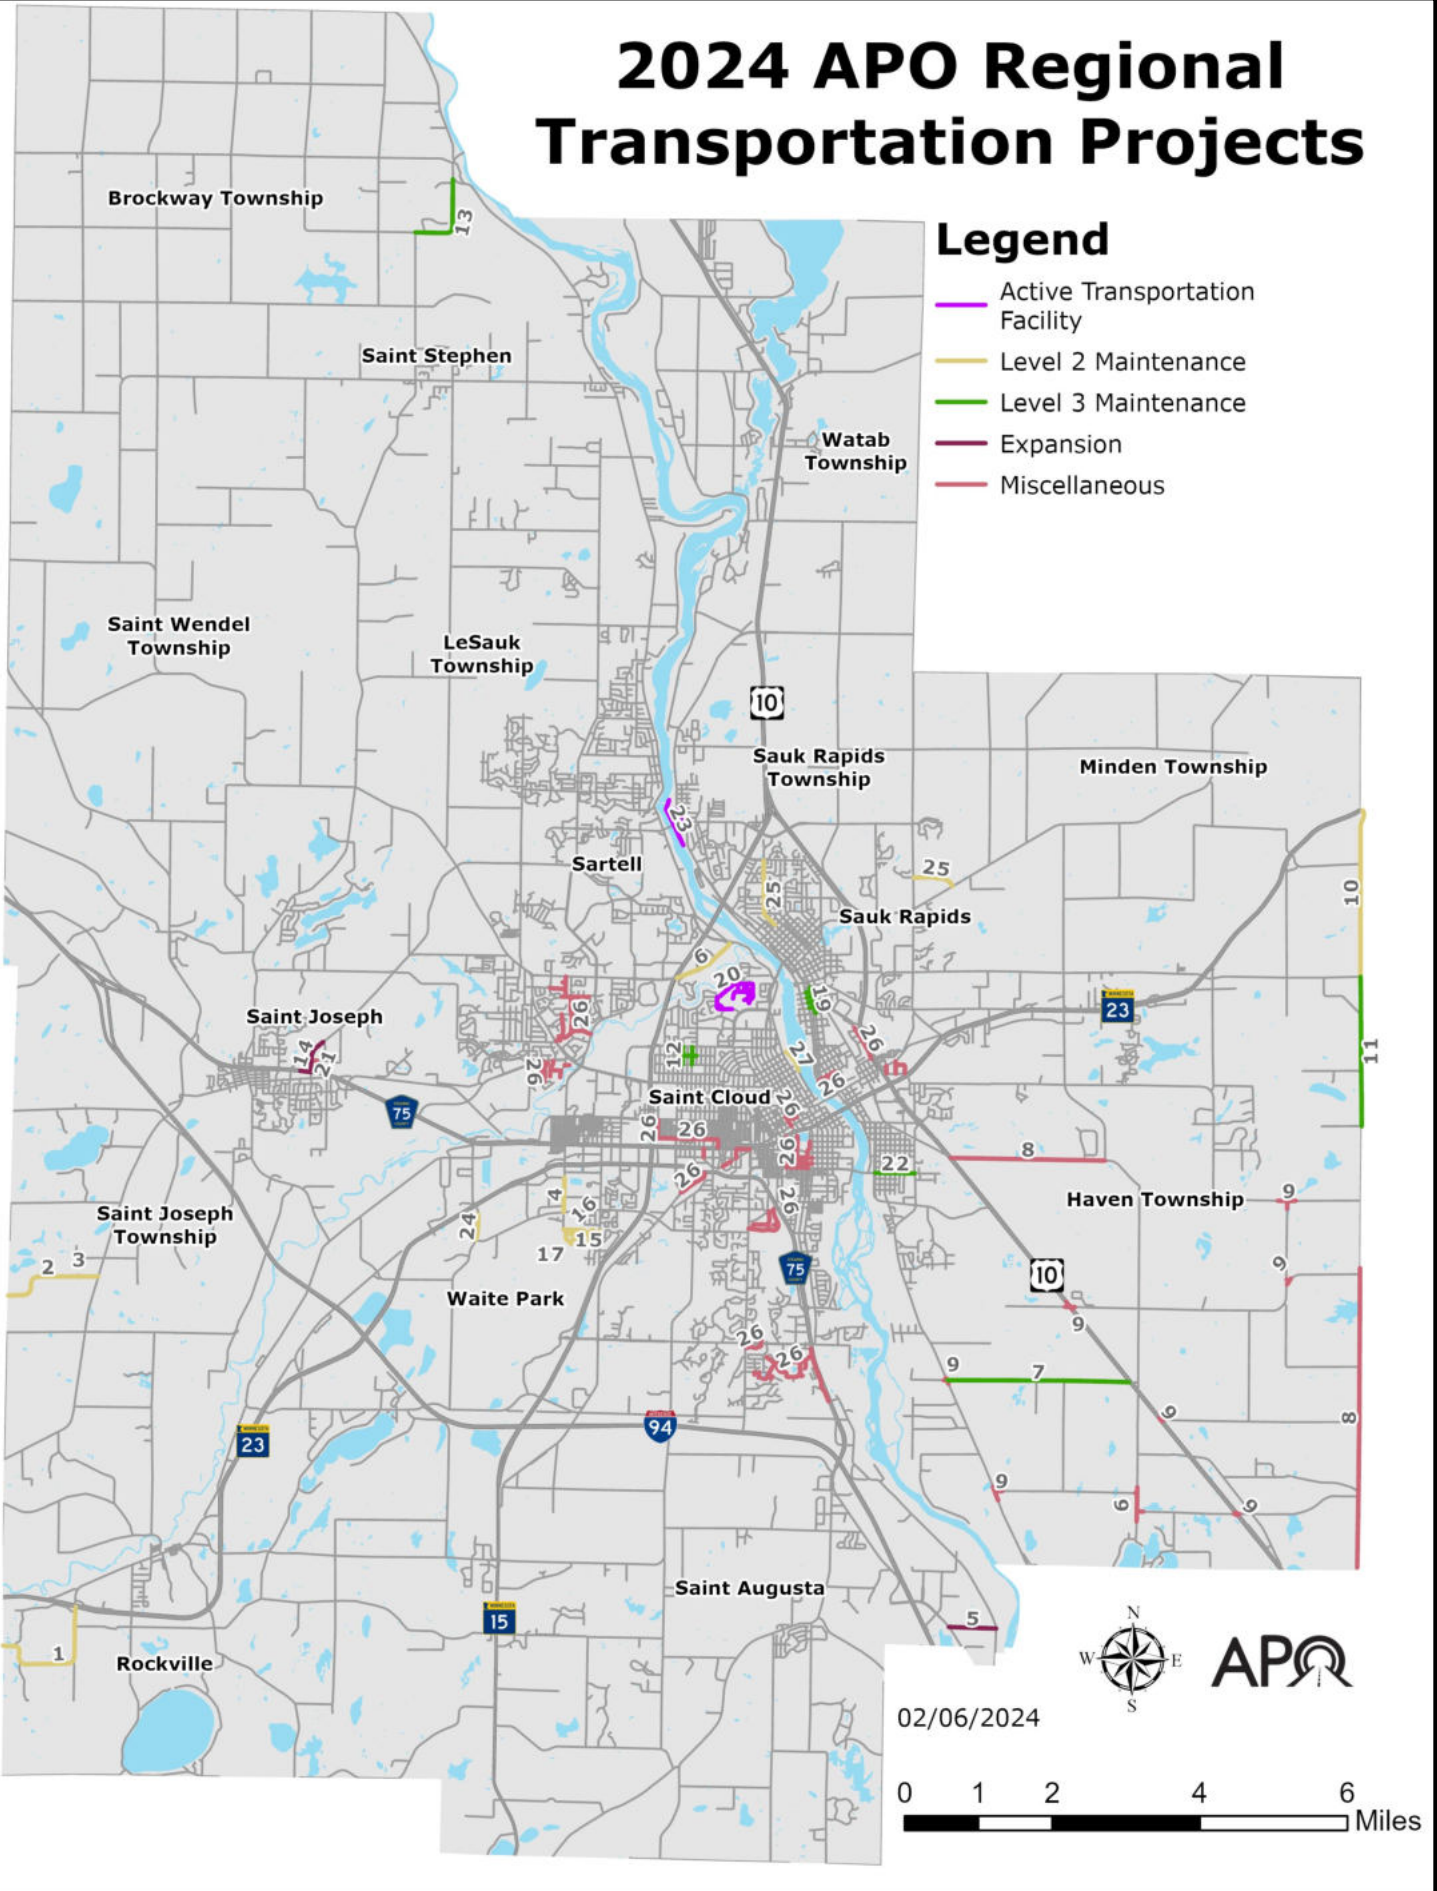 2024 APO Regional
Transportation Projects
Legend
Active Transportation
Facility
Level 2 Maintenance
Level 3 Maintenance
Expansion
Miscellaneous
Brockway Township
13
Saint Stephen
Watab
Township
Saint Wendel
Township
LeSauk
Township
10
Sauk Rapids
Township
Minden Township
23
Sartell
25
25
10
Sauk Rapids
6
20
19
23
26
26
Saint Joseph
14
21
12
27
11
26
26
75
Saint Cloud
26
26
26
26
22
8
26
4
16
26
Haven Township
9
Saint Joseph
Township
24
15
17
2
3
75
10
9
Waite Park
9
26
26
9
7
9
8
23
94
9
6
9
Saint Augusta
15
5
1
Rockville
N
W
E
S
APO
02/06/2024
0 1 2 4 6
Miles